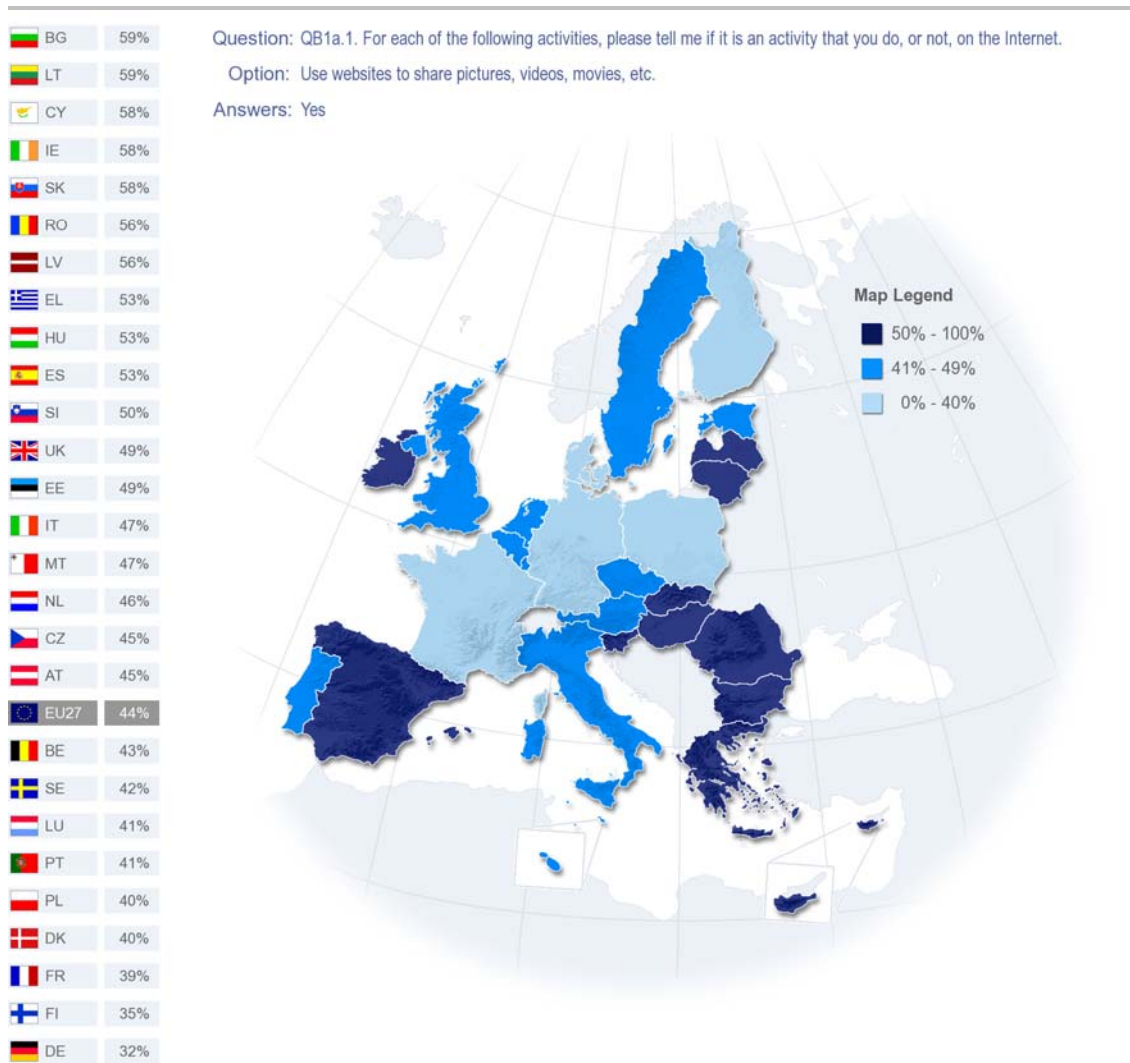 BG 59%
LT 59%
CY 58%
IE 58%
SK 58%
RO 56%
LV 56%
EL 53%
HU 53%
ES 53%
SI 50%
UK 49%
EE 49%
IT 47%
MT 47%
NL 46%
CZ 45%
AT 45%
EU27 44%
BE 43%
SE 42%
LU 41%
PT 41%
PL 40%
DK 40%
FR 39%
FI 35%
DE 32%
Question: QB1a.1. For each of the following activities, please tell me if it is an activity that you do, or not, on the Internet.
Option: Use websites to share pictures, videos, movies, etc.
Answers: Yes
Map Legend
50% - 100%
41% - 49%
0% - 40%